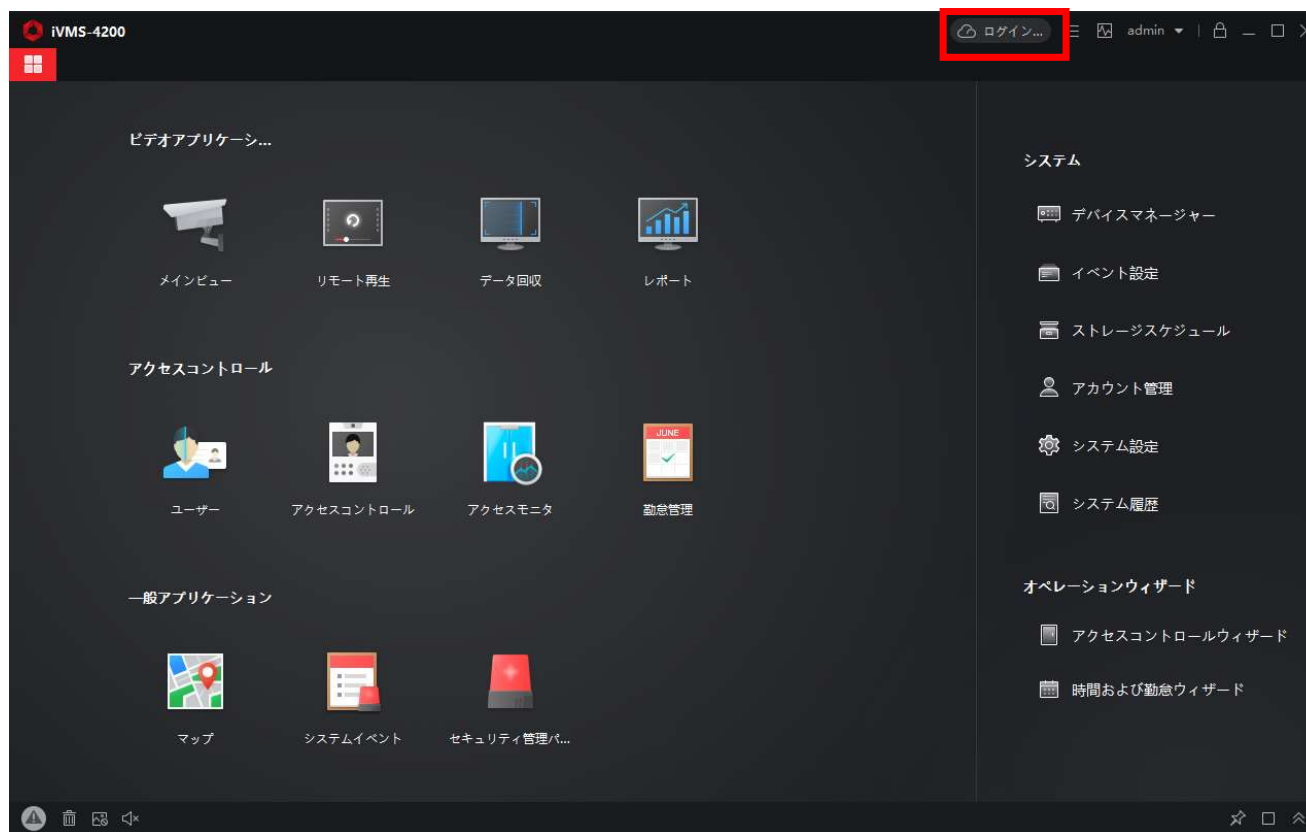 iVMS-4200
ログイン...
admin
ビデオアプリケーシ...
メインビュー
リモート再生
データ回収
レポート
アクセスコントロール
JUNE
ユーザー
アクセスコントロール
アクセスモニタ
勤怠管理
一般アプリケーション
マップ
システムイベント
セキュリティ管理パ...
システム
デバイスマネージャー
イベント設定
ストレージスケジュール
アカウント管理
システム設定
システム履歴
オペレーションウィザード
アクセスコントロールウィザード
時間および勤怠ウィザード